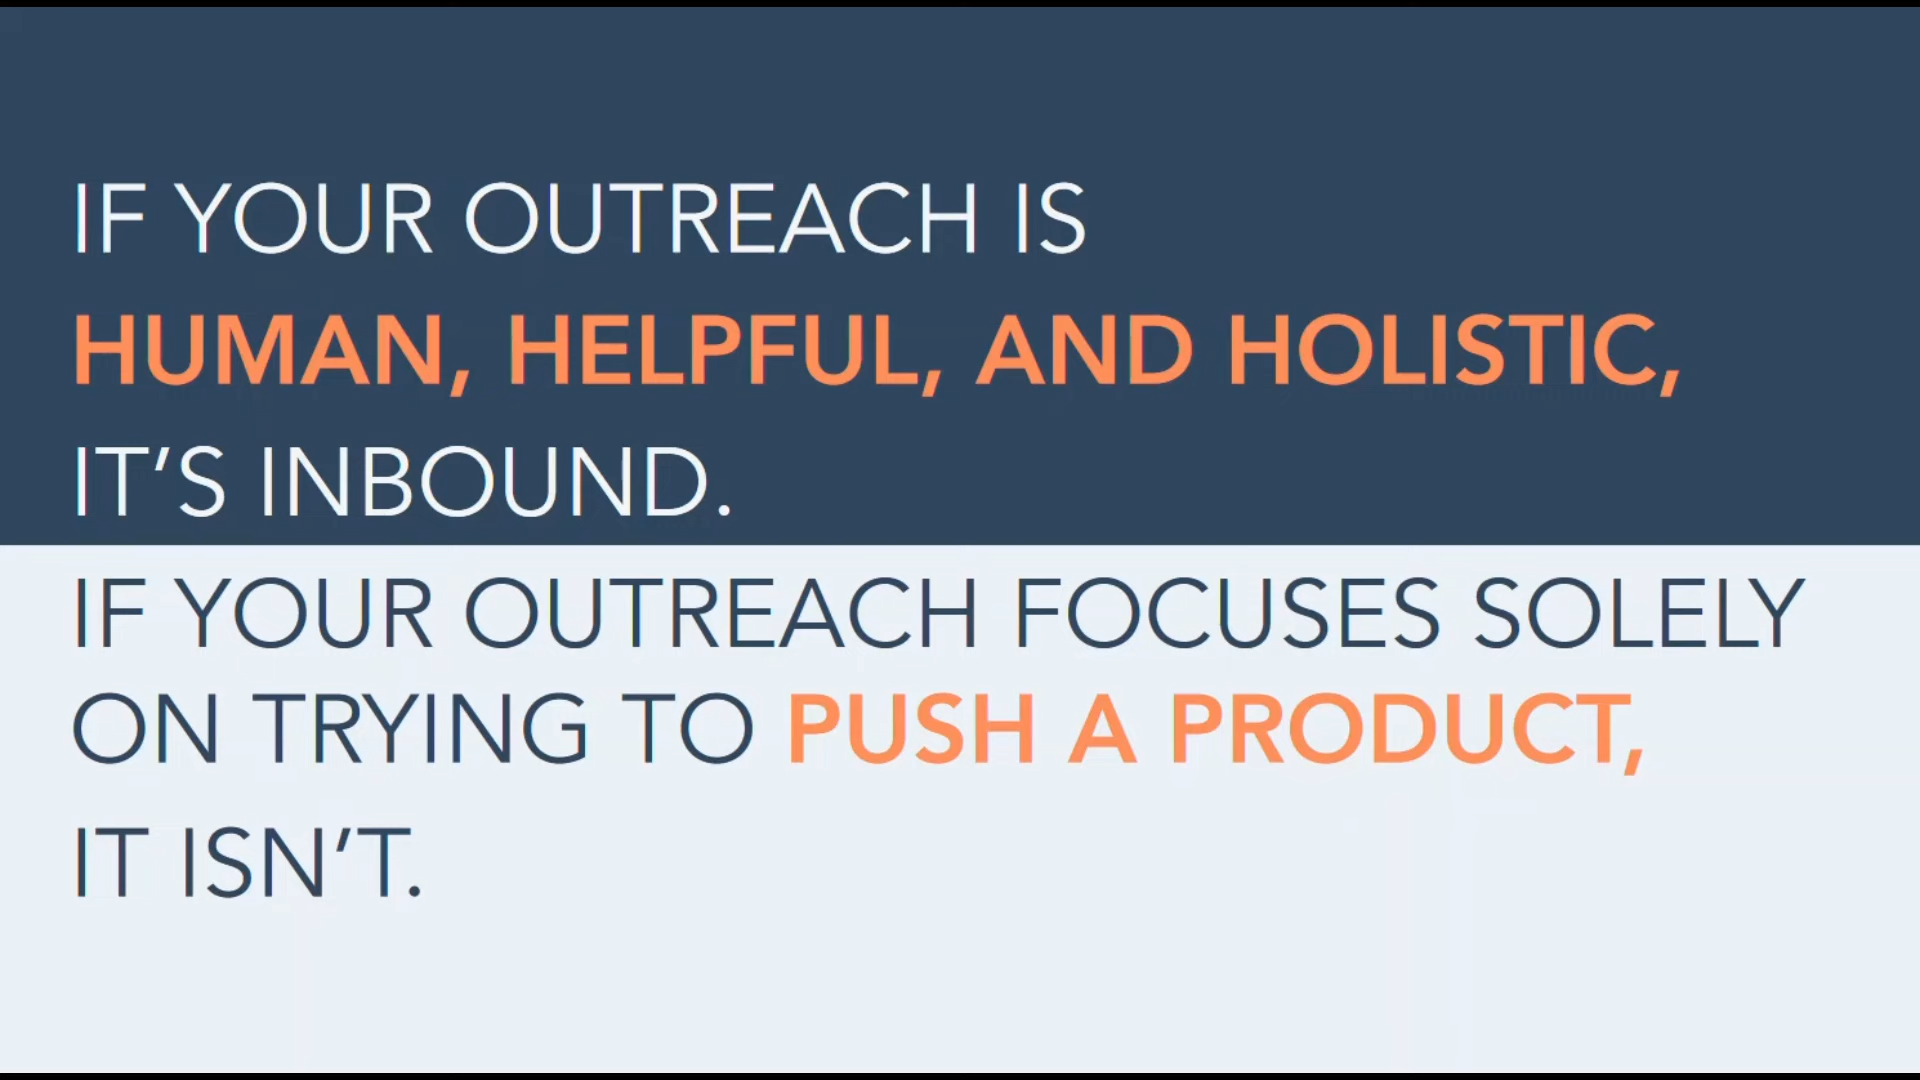 IF YOUR OUTREACH IS
HUMAN, HELPFUL, AND HOLISTIC,
IT’S INBOUND.
IF YOUR OUTREACH FOCUSES SOLELY
ON TRYING TO PUSH A PRODUCT,
IT ISN’T.